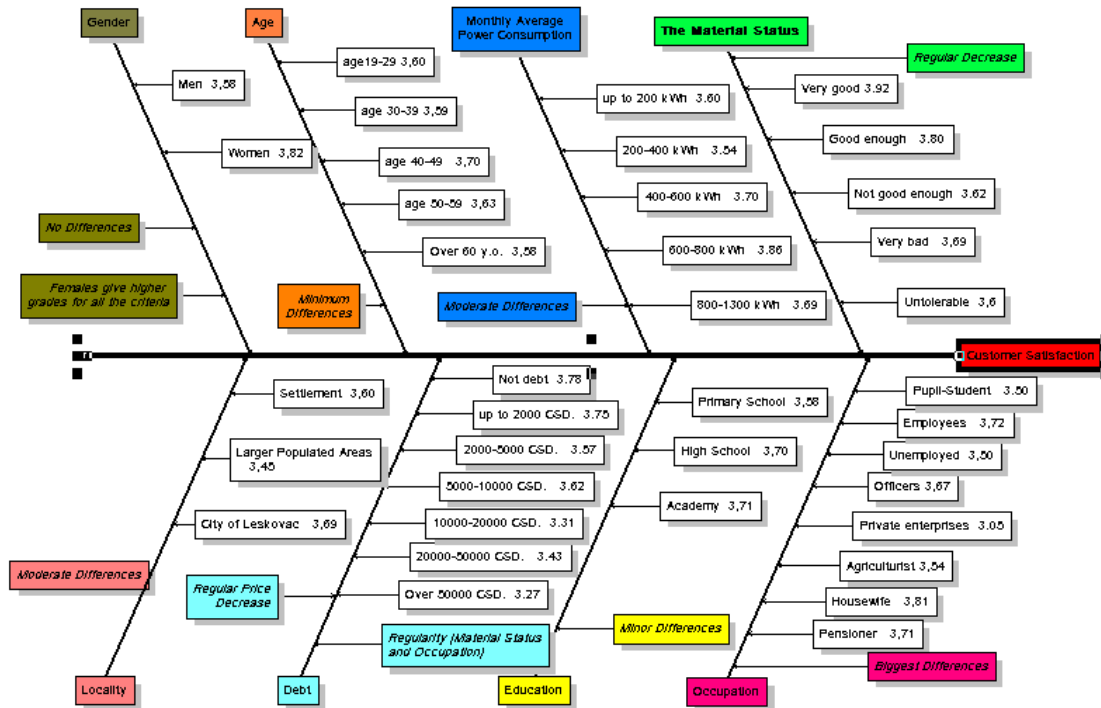 Gender
Men 3,58
Women 3,82
No Differences
Females give higher
grades for all the criteria
Age
age19-29 3,60
age 30-39 3,59
age 40-49 3,70
age 50-59 3,63
Over 60 y.o. 3,58
Minimum
Differences
Monthly Average
Power Consumption
up to 200 kWh 3.60
200-400 kWh 3.54
400-600 kWh 3.70
600-800 kWh 3.86
800-1300 kWh 3.69
Moderate Differences
The Material Status
Regular Decrease
Very good 3.92
Good enough 3.80
Not good enough 3.62
Very bad 3,69
Untolerable 3,6
Customer Satisfaction
Settlement 3,60
Larger Populated Areas
3,45
City of Leskovac 3,69
Moderate Differences
Locality
Not debt 3.78
up to 2000 CSD. 3.75
2000-5000 CSD. 3.57
5000-10000 CSD. 3.62
10000-20000 CSD. 3.31
20000-50000 CSD. 3.43
Over 50000 CSD. 3.27
Regular Price
Decrease
Regularity (Material Status
and Occupation)
Debt
Primary School 3,58
High School 3,70
Academy 3,71
Minor Differences
Education
Pupil-Student 3.50
Employees 3,72
Unemployed 3,50
Officers 3,67
Private enterprises 3.05
Agriculturist 3,54
Housewife 3,81
Pensioner 3,71
Biggest Differences
Occupation